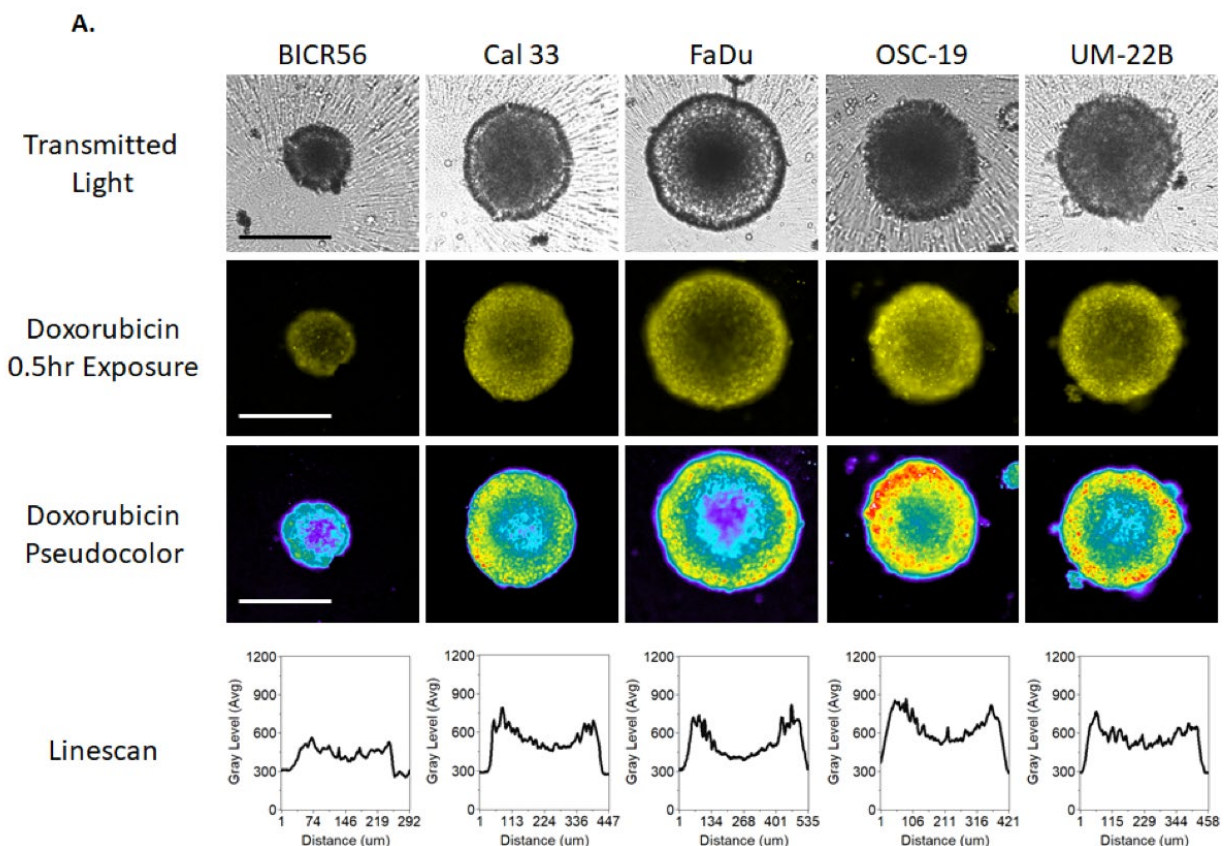 A.
BICR56 Cal 33 FaDu OSC-19 UM-22B
Transmitted
Light
Doxorubicin
0.5hr Exposure
Doxorubicin
Pseudocolor
Linescan
Gray Level (Avg)
1200
900
600
300
0
1 74 146 219 292
Distance (um)
Gray Level (Avg)
1200
900
600
300
0
1 113 224 336 447
Distance (um)
Gray Level (Avg)
1200
900
600
300
0
1 134 268 401 535
Distance (um)
Gray Level (Avg)
1200
900
600
300
0
1 106 211 316 421
Distance (um)
Gray Level (Avg)
1200
900
600
300
0
1 115 229 344 458
Distance (um)